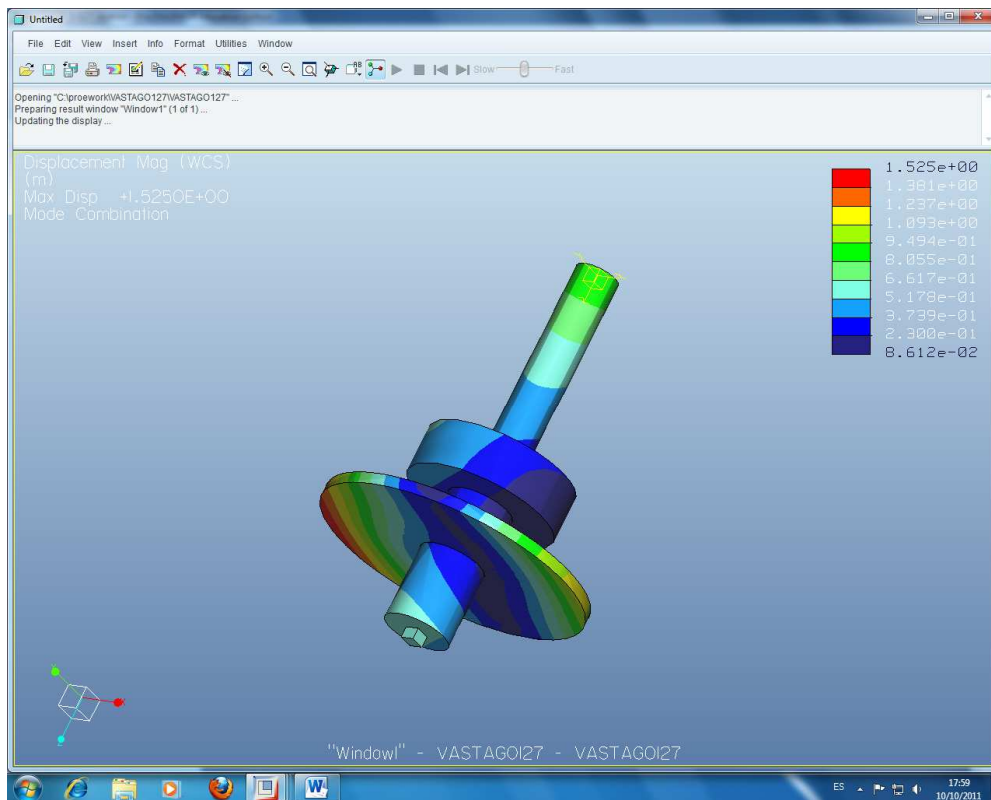 Untitled
File Edit View Insert Info Format Utilities Window
Slow Fast
Opening "C:\proework\VASTAGO127\VASTAGO127" ...
Preparing result window "Window1" (1 of 1) ...
Updating the display ...
Displacement Mag (WCS)
(m)
Max Disp +1.5250E+00
Mode Combination
1.525e+00
1.381e+00
1.237e+00
1.093e+00
9.494e-01
8.055e-01
6.617e-01
5.178e-01
3.739e-01
2.300e-01
8.612e-02
"Window1" - VASTAGO127 - VASTAGO127
ES
17:59
10/10/2011